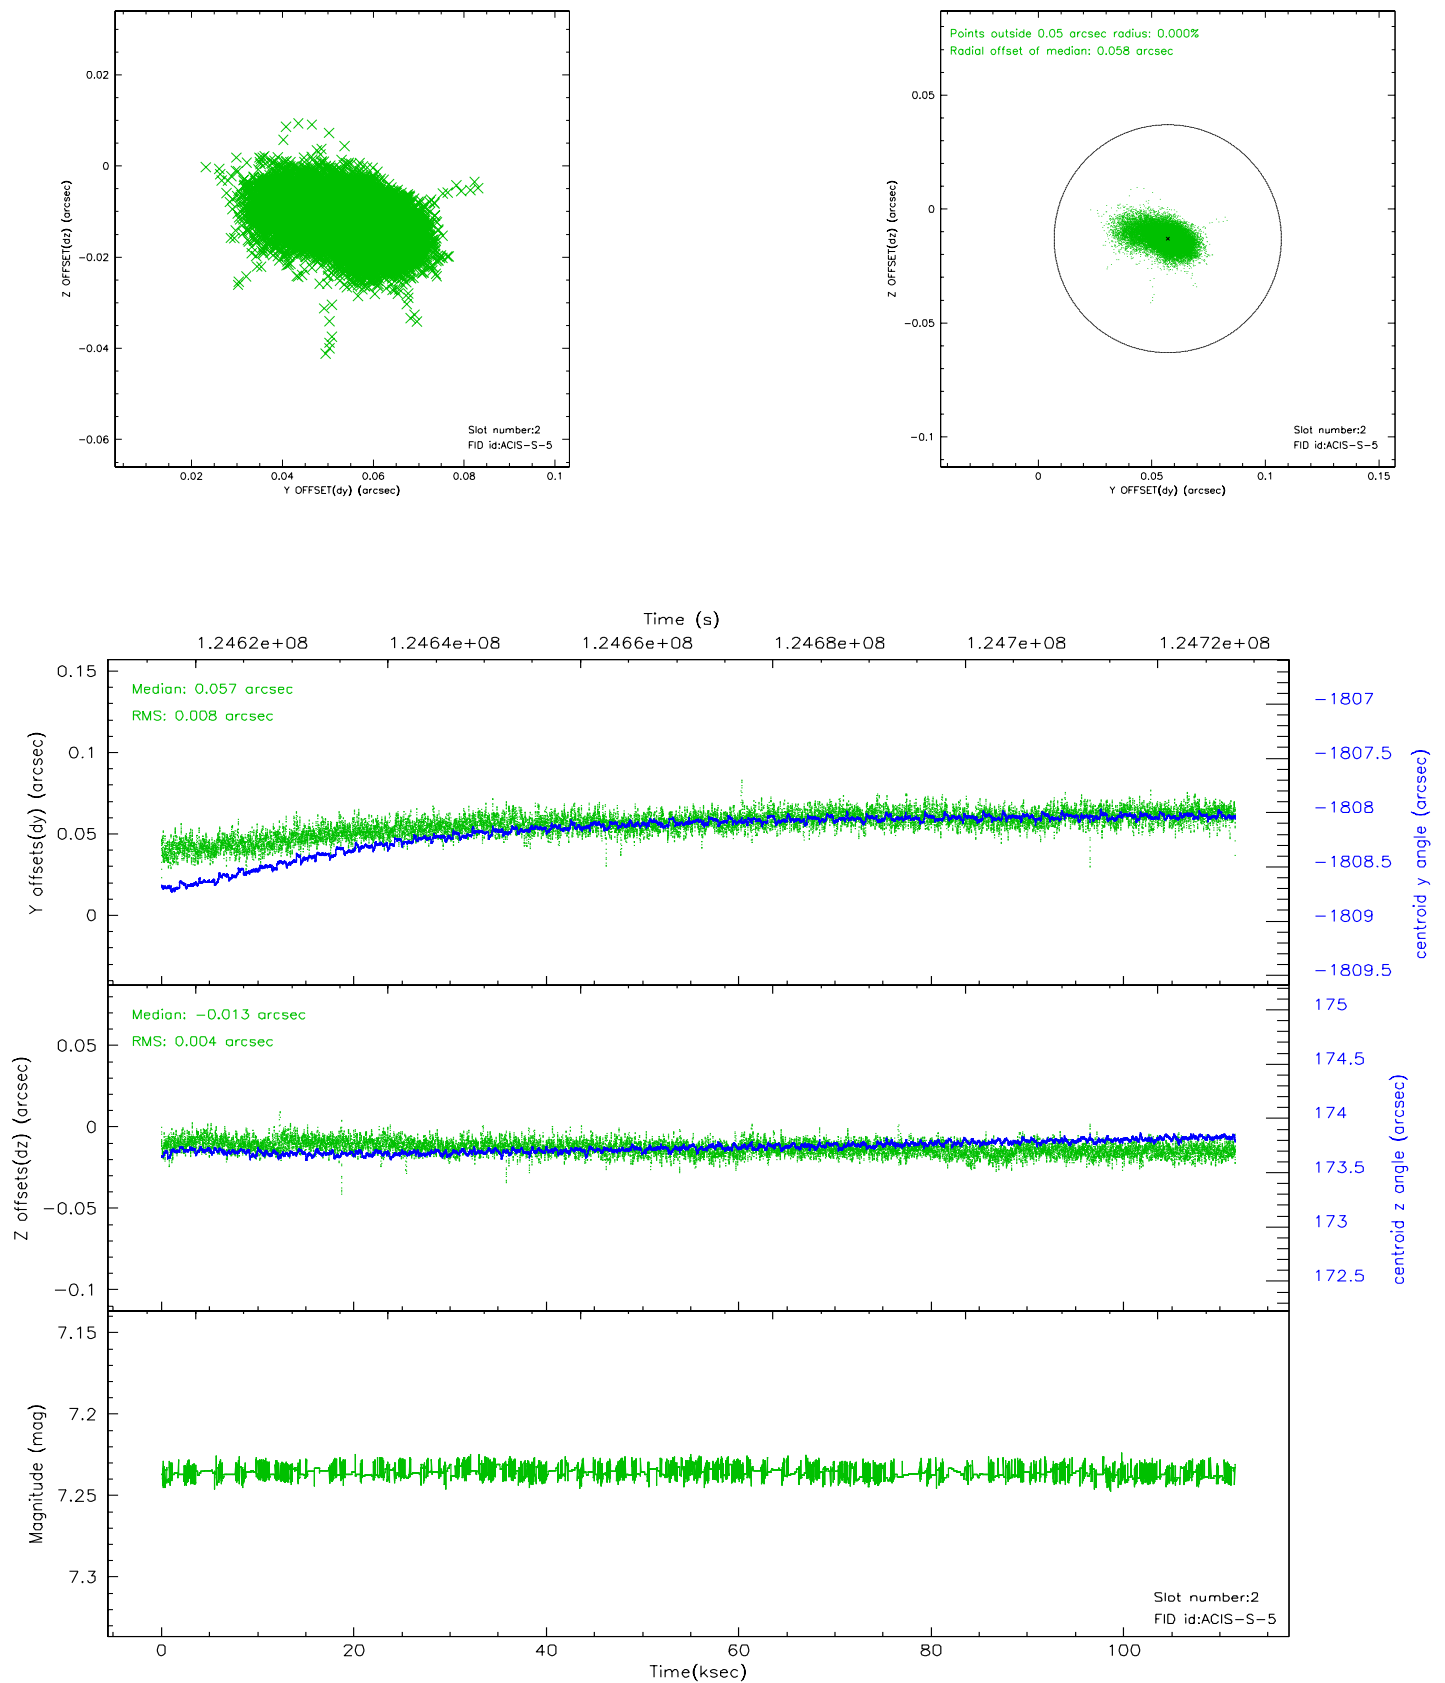 0.02
0
−0.02
−0.04
−0.06
Z OFFSET(dz) (arcsec)
Slot number:2
FID id:ACIS−S−5
0.02 0.04 0.06 0.08 0.1
Y OFFSET(dy) (arcsec)
Points outside 0.05 arcsec radius: 0.000%
Radial offset of median: 0.058 arcsec
0.05
0
−0.05
−0.1
Z OFFSET(dz) (arcsec)
Slot number:2
FID id:ACIS−S−5
0 0.05 0.1 0.15
Y OFFSET(dy) (arcsec)
Time (s)
1.2462e+08 1.2464e+08 1.2466e+08 1.2468e+08 1.247e+08 1.2472e+08
Median: 0.057 arcsec
RMS: 0.008 arcsec
0.15
0.1
0.05
0
Y offsets(dy) (arcsec)
−1807
−1807.5
−1808
−1808.5
−1809
−1809.5
centroid y angle (arcsec)
Median: −0.013 arcsec
RMS: 0.004 arcsec
0.05
0
−0.05
−0.1
Z offsets(dz) (arcsec)
175
174.5
174
173.5
173
172.5
centroid z angle (arcsec)
7.15
7.2
7.25
7.3
Magnitude (mag)
Slot number:2
FID id:ACIS−S−5
0 20 40 60 80 100
Time(ksec)